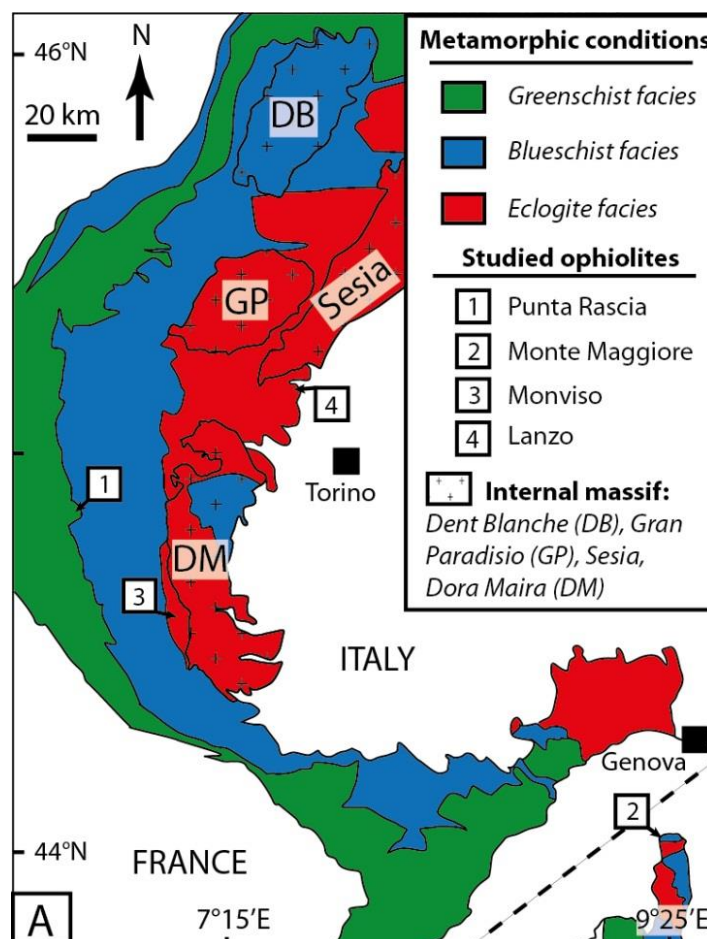 46°N
N
20 km
DB
GP
Sesia
4
Torino
1
DM
3
ITALY
Genova
2
44°N
FRANCE
A
7°15'E
9°25'E
Metamorphic conditions
Greenschist facies
Blueschist facies
Eclogite facies
Studied ophiolites
1 Punta Rascia
2 Monte Maggiore
3 Monviso
4 Lanzo
Internal massif:
Dent Blanche (DB), Gran
Paradisio (GP), Sesia,
Dora Maira (DM)